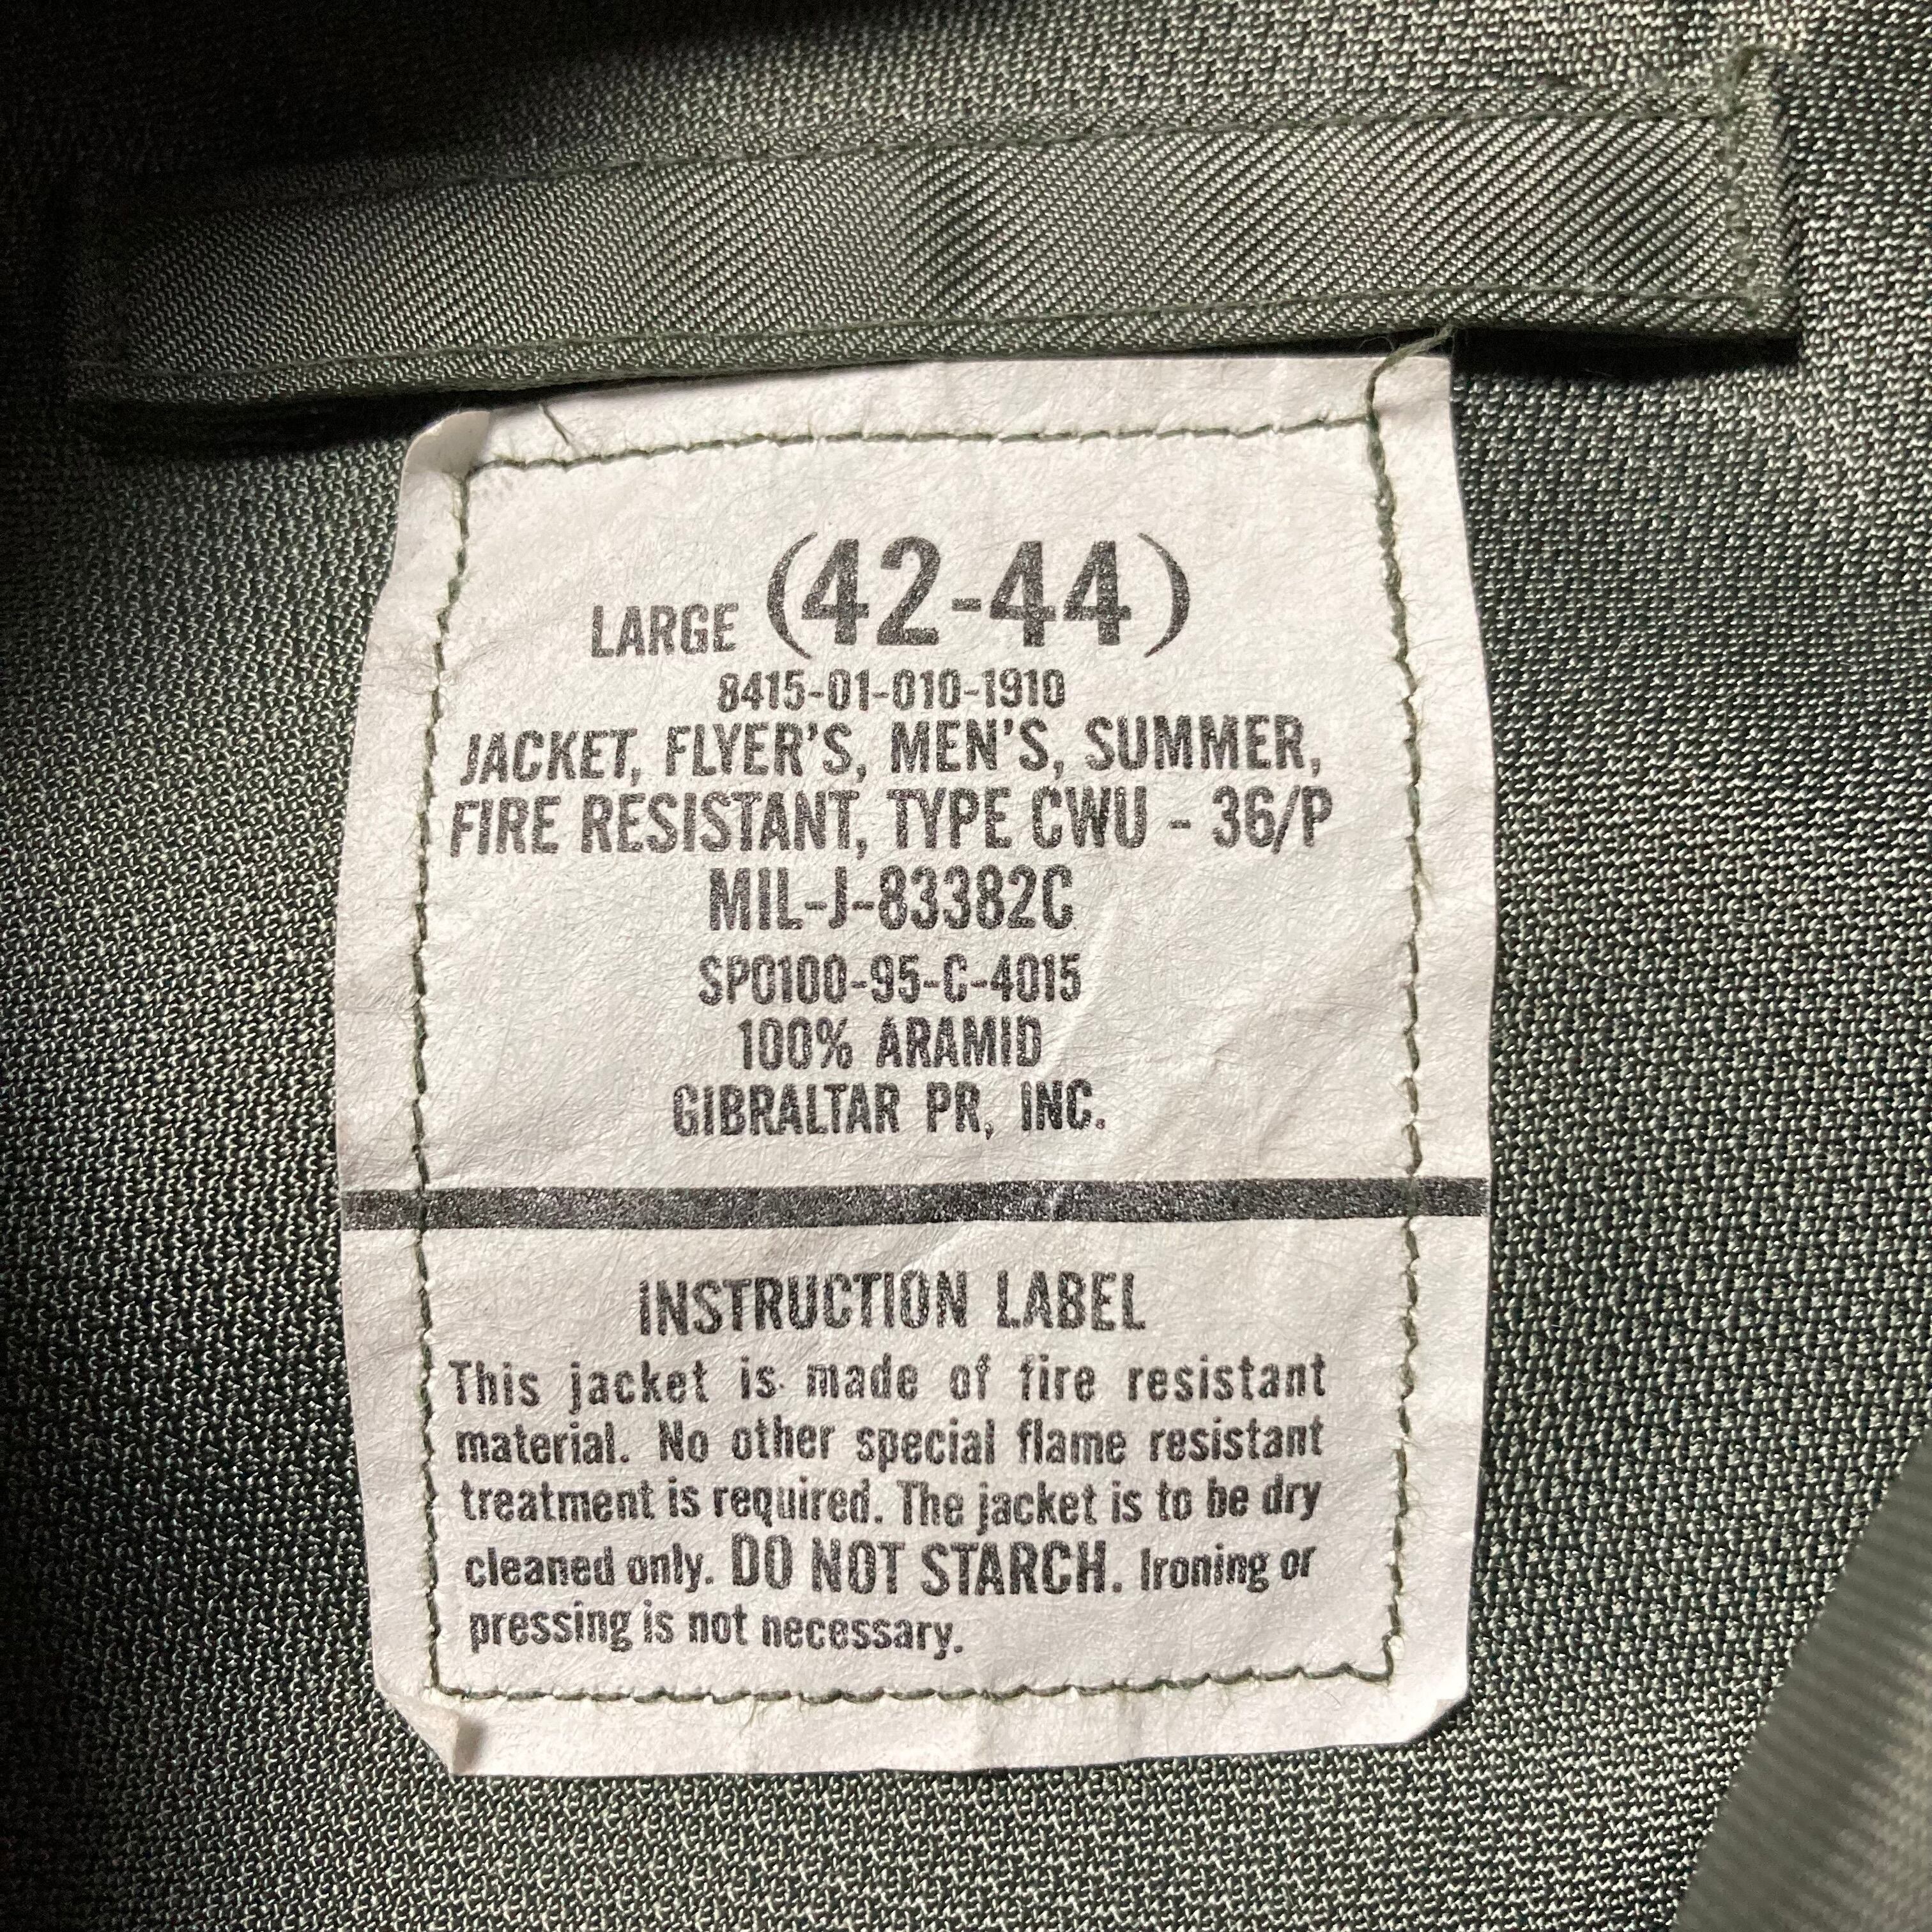 LARGE (42-44)
8415-01-010-1910
JACKET, FLYER'S, MEN'S, SUMMER,
FIRE RESISTANT, TYPE CWU - 36/P
MIL-J-83382C
SPO100-95-C-4015
100% ARAMID
GIBRALTAR PR, INC.
INSTRUCTION LABEL
This jacket is made of fire resistant
material. No other special flame resistant
treatment is required. The jacket is to be dry
cleaned only. DO NOT STARCH. Ironing or
pressing is not necessary.